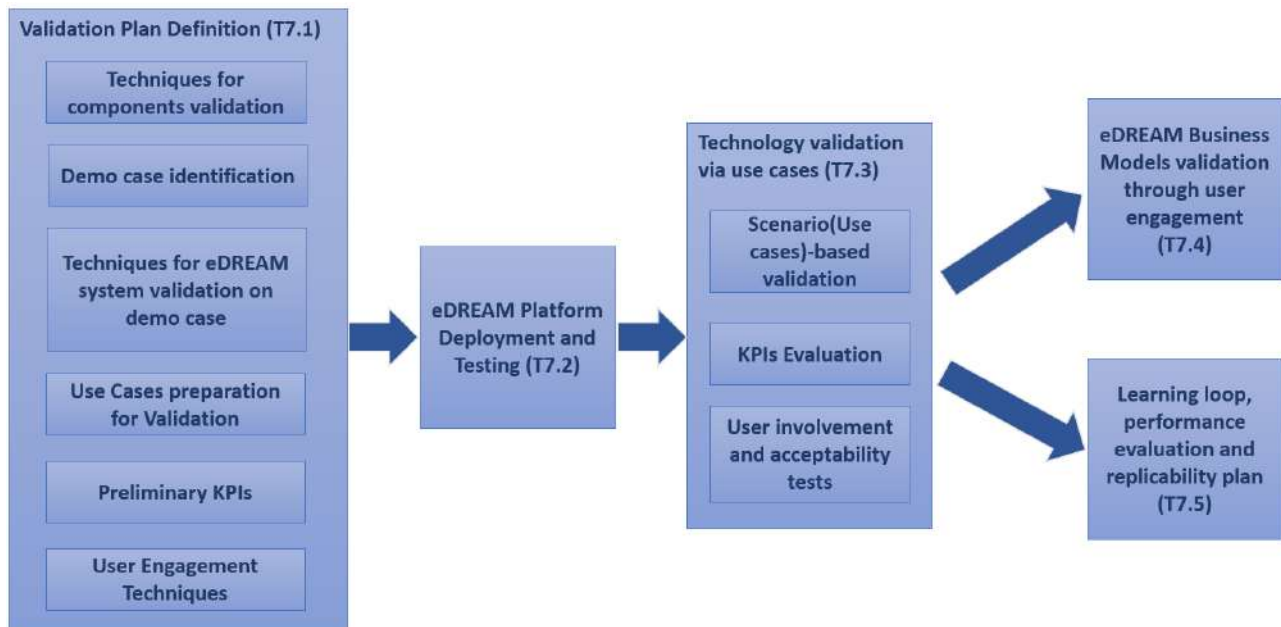 Validation Plan Definition (T7.1)
Techniques for
components validation
Demo case identification
Techniques for eDREAM
system validation on
demo case
Use Cases preparation
for Validation
Preliminary KPIs
User Engagement
Techniques
eDREAM Platform
Deployment and
Testing (T7.2)
Technology validation
via use cases (T7.3)
Scenario(Use
cases)-based
validation
KPIs Evaluation
User involvement
and acceptability
tests
eDREAM Business
Models validation
through user
engagement
(T7.4)
Learning loop,
performance
evaluation and
replicability plan
(T7.5)